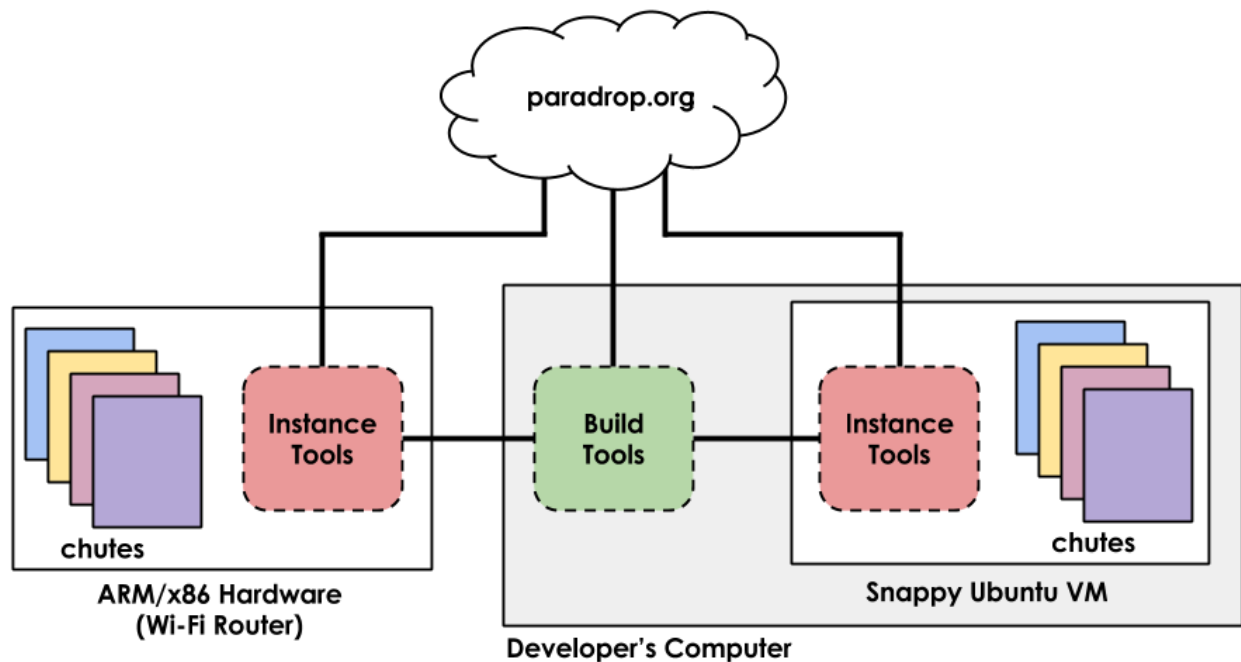 paradrop.org
Instance
Tools
Build
Tools
Instance
Tools
chutes
chutes
ARM/x86 Hardware
(Wi-Fi Router)
Snappy Ubuntu VM
Developer's Computer